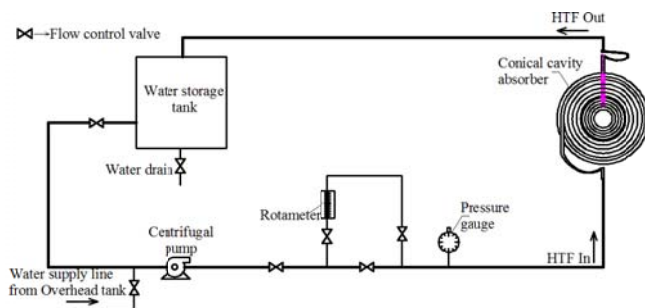 HTF Out
→Flow control valve
Conical cavity
absorber
Water storage
tank
Water drain
Rotameter
Pressure
gauge
Centrifugal
pump
HTF In
Water supply line
from Overhead tank